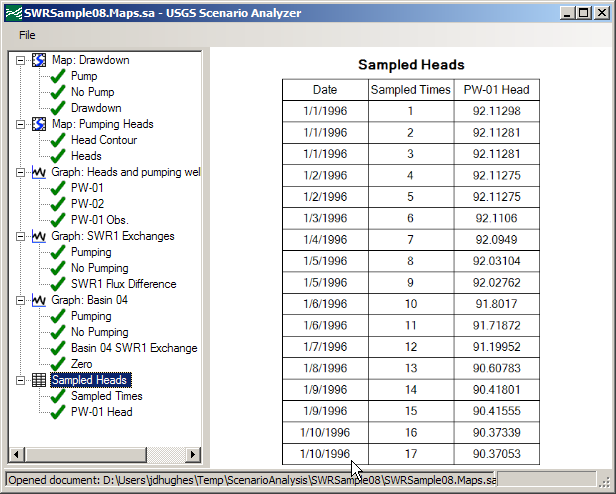 SWRSample08.Maps.sa - USGS Scenario Analyzer
File
Map: Drawdown
Pump
No Pump
Drawdown
Map: Pumping Heads
Head Contour
Heads
Graph: Heads and pumping wel
PW-01
PW-02
PW-01 Obs.
Graph: SWR1 Exchanges
Pumping
No Pumping
SWR1 Flux Difference
Graph: Basin 04
Pumping
No Pumping
Basin 04 SWR1 Exchange
Zero
Sampled Heads
Sampled Times
PW-01 Head
Sampled Heads
Date Sampled Times PW-01 Head
1/1/1996 1 92.11298
1/1/1996 2 92.11281
1/1/1996 3 92.11281
1/2/1996 4 92.11275
1/2/1996 5 92.11275
1/3/1996 6 92.1106
1/4/1996 7 92.0949
1/5/1996 8 92.03104
1/5/1996 9 92.02762
1/6/1996 10 91.8017
1/6/1996 11 91.71872
1/7/1996 12 91.19952
1/8/1996 13 90.60783
1/9/1996 14 90.41801
1/9/1996 15 90.41555
1/10/1996 16 90.37339
1/10/1996 17 90.37053
Opened document: D:\Users\jdhughes\Temp\ScenarioAnalysis\SWRSample08\SWRSample08.Maps.sa